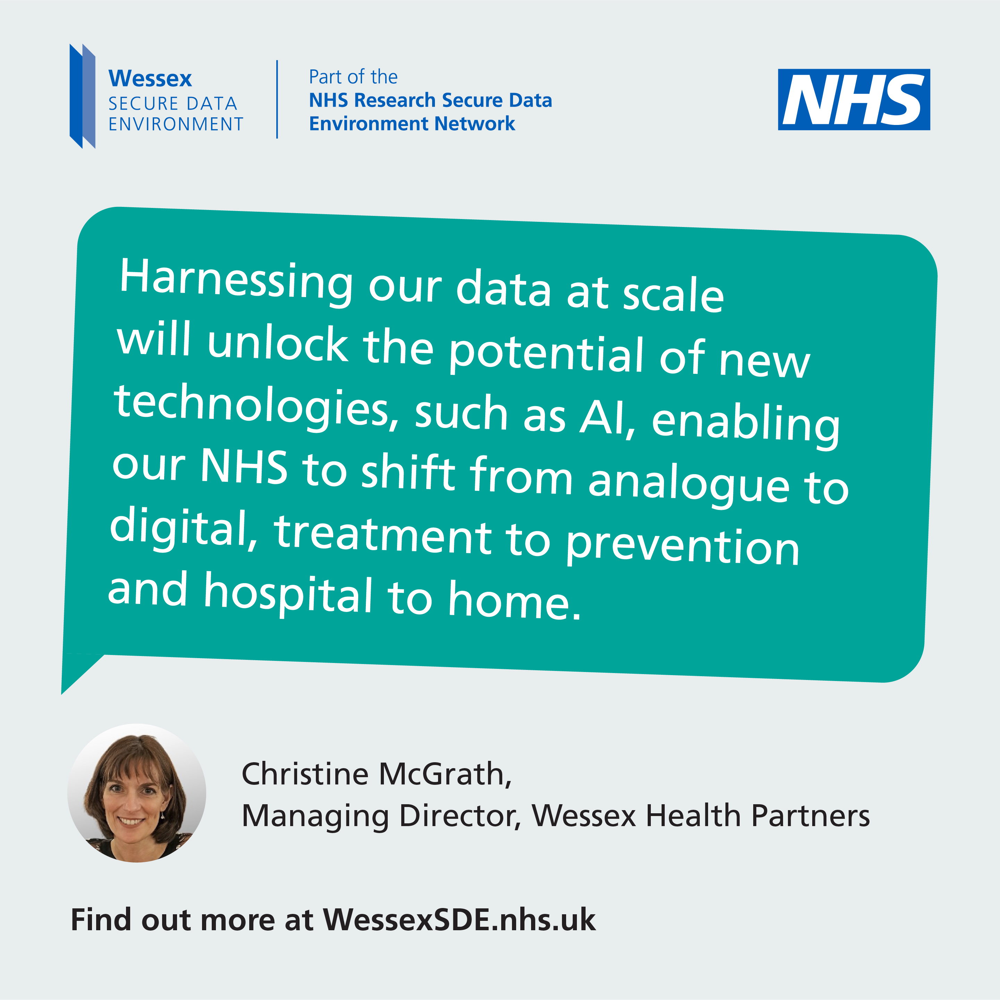 Wessex
SECURE DATA
ENVIRONMENT
Part of the
NHS Research Secure Data
Environment Network
NHS
Harnessing our data at scale
will unlock the potential of new
technologies, such as AI, enabling
our NHS to shift from analogue to
digital, treatment to prevention
and hospital to home.
Christine McGrath,
Managing Director, Wessex Health Partners
Find out more at WessexSDE.nhs.uk